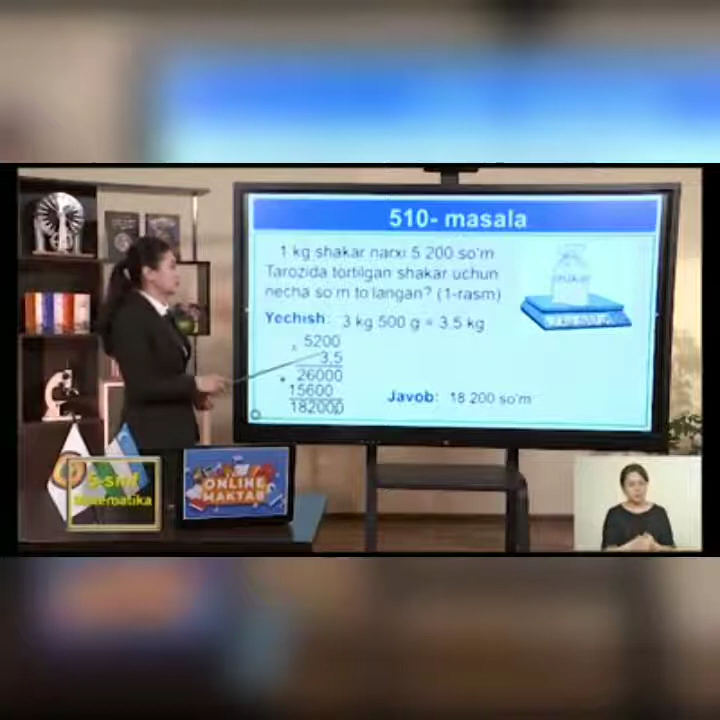 510- masala
1 kg shakar narxi 5 200 so'm
Tarozida tortilgan shakar uchun
necha so'm to'langan? (1-rasm)
Yechish: 3 kg 500 g = 3,5 kg
x 5200
3,5
+ 26000
15600
182000
Javob: 18 200 so'm
5-sinf
Matematika
ONLINE
MAKTAB